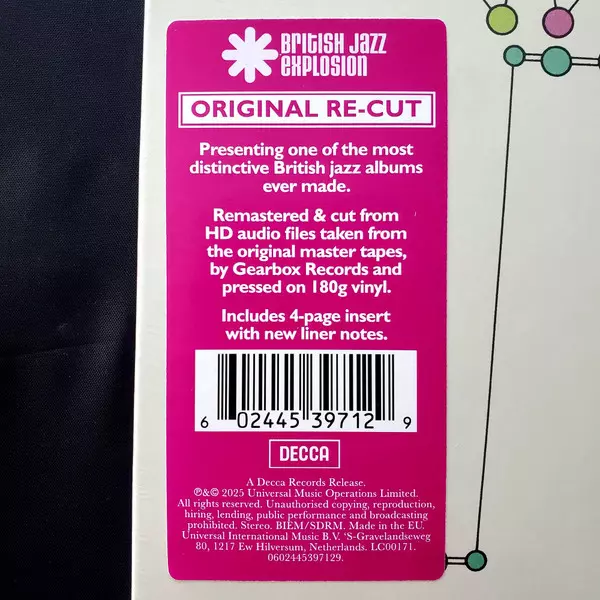 BRITISH JAZZ
EXPLOSION
ORIGINAL RE-CUT
Presenting one of the most
distinctive British jazz albums
ever made.
Remastered & cut from
HD audio files taken from
the original master tapes,
by Gearbox Records and
pressed on 180g vinyl.
Includes 4-page insert
with new liner notes.
6 02445 39712 9
DECCA
A Decca Records Release.
℗&© 2025 Universal Music Operations Limited.
All rights reserved. Unauthorised copying, reproduction,
hiring, lending, public performance and broadcasting
prohibited. Stereo. BIEM/SDRM. Made in the EU.
Universal International Music B.V. ‘S-Gravelandseweg
80, 1217 Ew Hilversum, Netherlands. LC00171.
0602445397129.